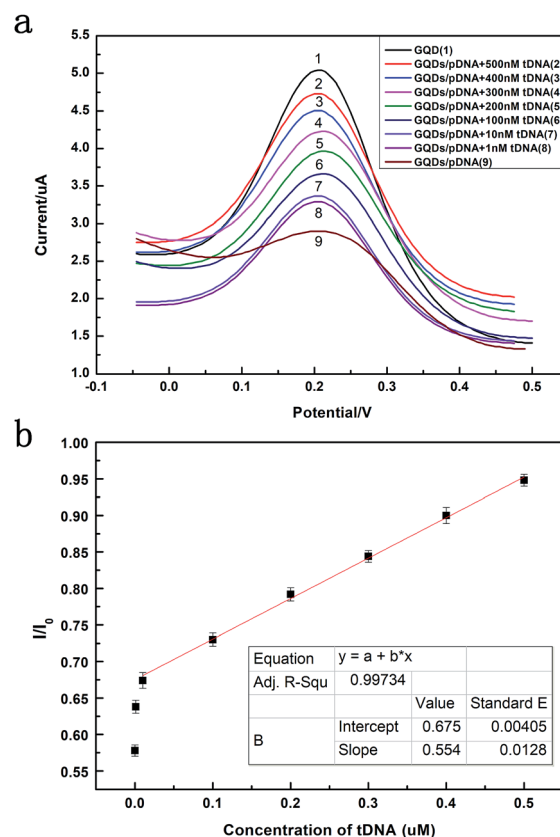 a
5.5
5.0
4.5
4.0
3.5
3.0
2.5
2.0
1.5
1.0
Current/uA
1
2
3
4
5
6
7
8
9
GQD(1)
GQDs/pDNA+500nM tDNA(2
GQDs/pDNA+400nM tDNA(3
GQDs/pDNA+300nM tDNA(4
GQDs/pDNA+200nM tDNA(5
GQDs/pDNA+100nM tDNA(6
GQDs/pDNA+10nM tDNA(7)
GQDs/pDNA+1nM tDNA(8)
GQDs/pDNA(9)
-0.1 0.0 0.1 0.2 0.3 0.4 0.5
Potential/V
b
1.00
0.95
0.90
0.85
0.80
0.75
0.70
0.65
0.60
0.55
I/I0
Equation y = a + b*x
Adj. R-Squ 0.99734
Value Standard E
B Intercept 0.675 0.00405
Slope 0.554 0.0128
0.0 0.1 0.2 0.3 0.4 0.5
Concentration of tDNA (uM)